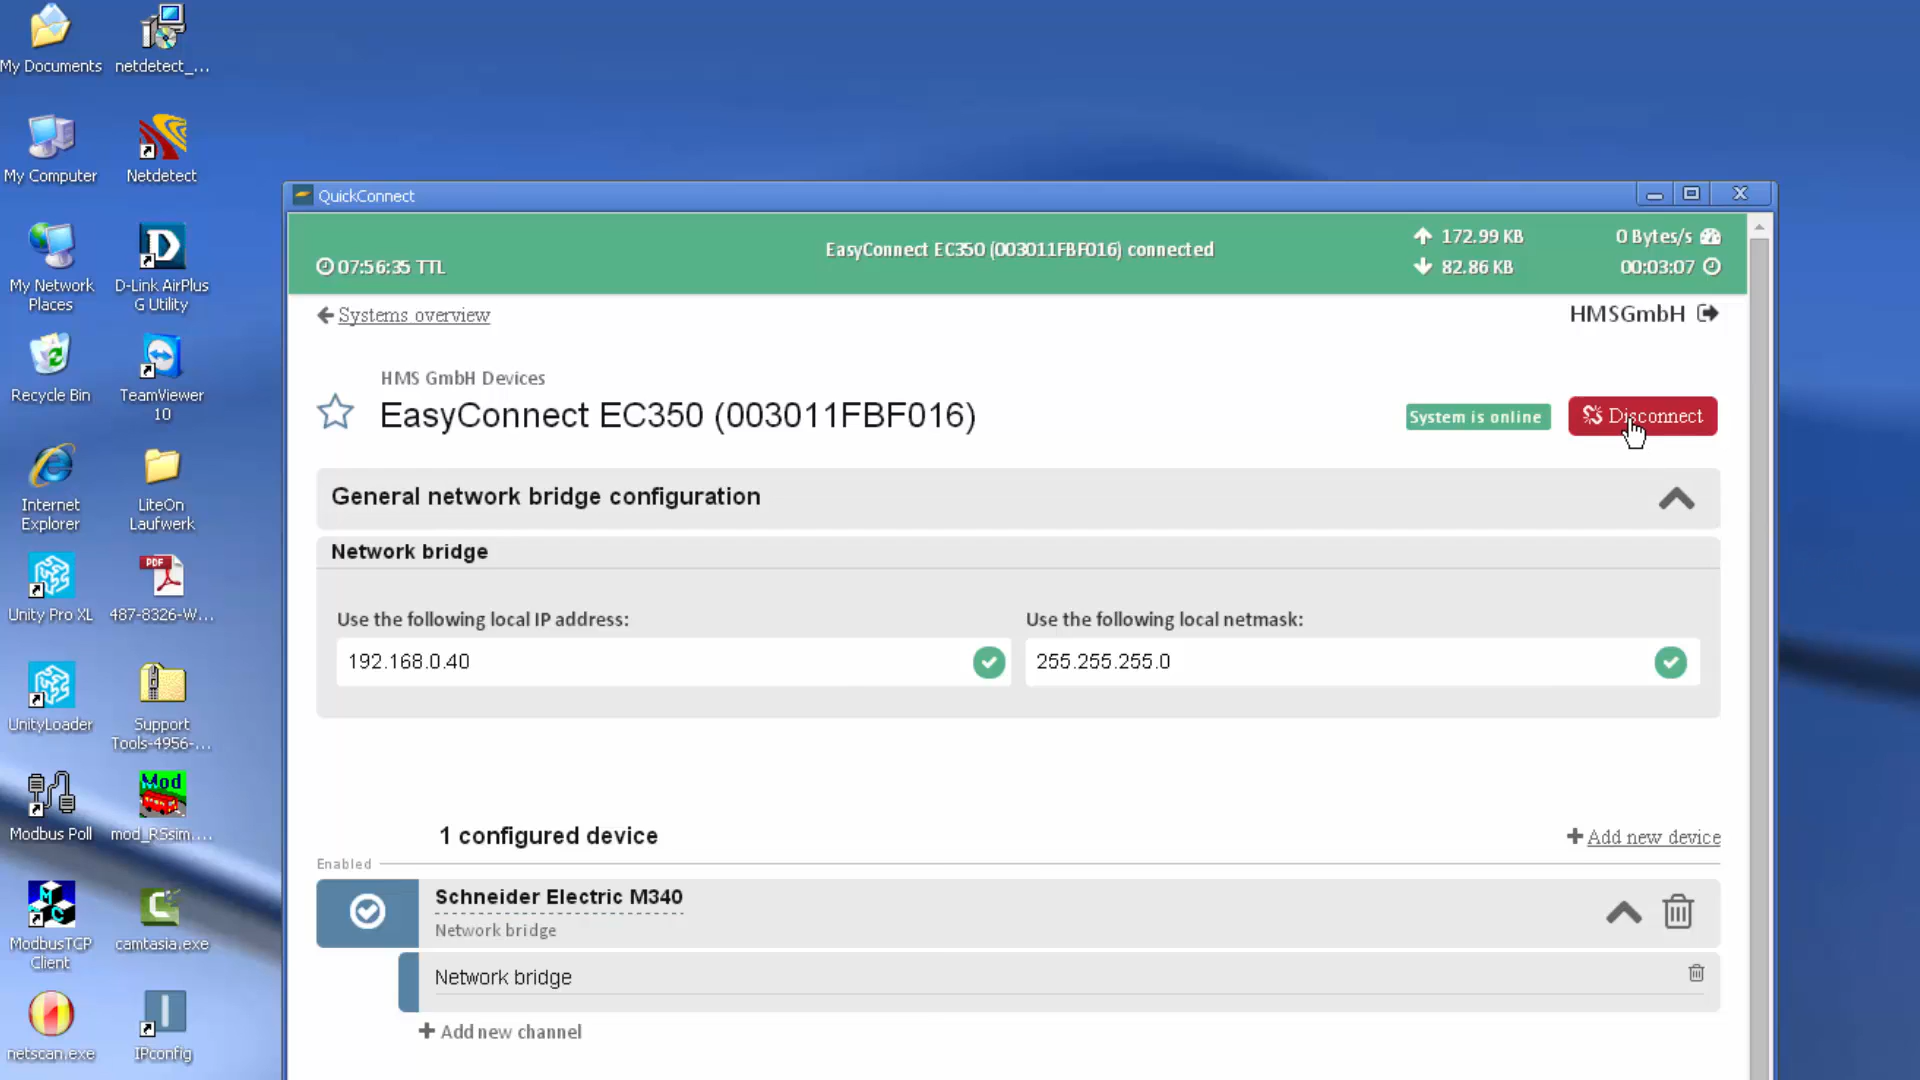 My Documents
netdetect_...
My Computer
Netdetect
My Network
Places
D-Link AirPlus
G Utility
Recycle Bin
TeamViewer
10
Internet
Explorer
LiteOn
Laufwerk
Unity Pro XL
PDF
487-8326-W...
UnityLoader
Support
Tools-4956-...
Modbus Poll
Mod
mod_RSsim....
ModbusTCP
Client
camtasia.exe
netscan.exe
IPconfig
QuickConnect
07:56:35 TTL
EasyConnect EC350 (003011FBF016) connected
172.99 KB
0 Bytes/s
82.86 KB
00:03:07
Systems overview
HMSGmbH
HMS GmbH Devices
EasyConnect EC350 (003011FBF016)
System is online
Disconnect
General network bridge configuration
Network bridge
Use the following local IP address:
Use the following local netmask:
192.168.0.40
255.255.255.0
1 configured device
Add new device
Enabled
Schneider Electric M340
Network bridge
Network bridge
Add new channel